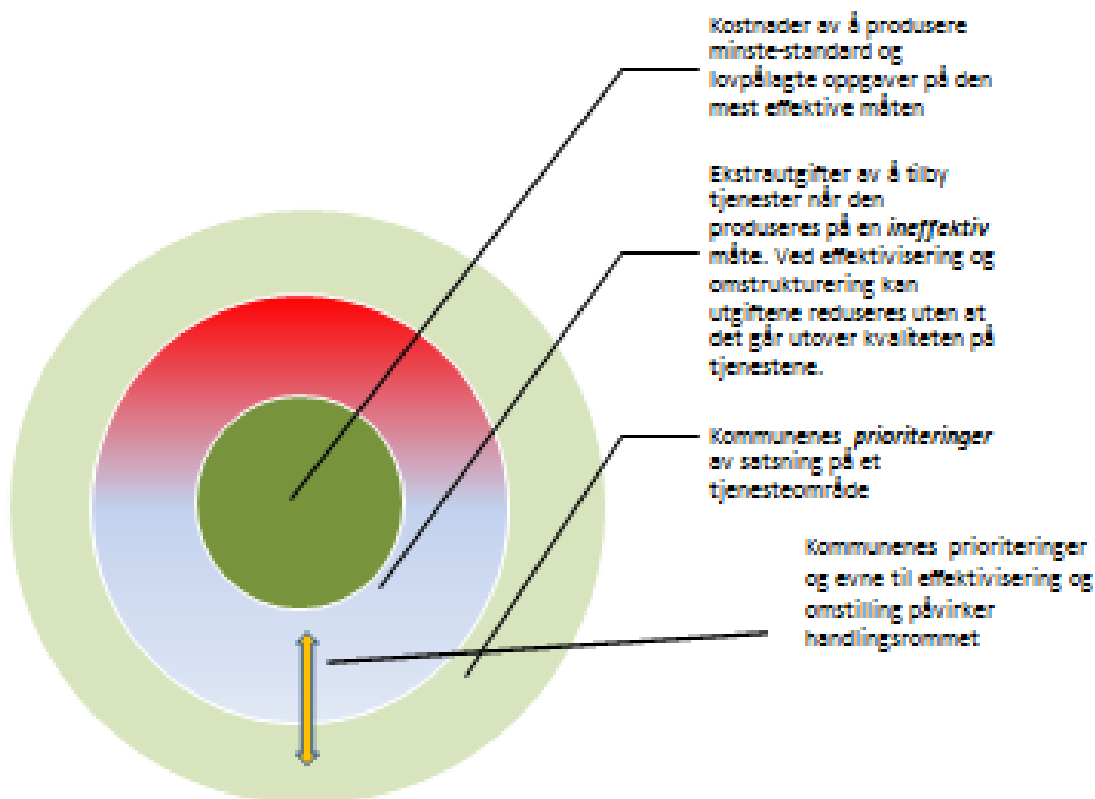 Kostnader av å produsere
minste-standard og
lovpålagte oppgaver på den
mest effektive måten
Ekstrautgifter av å tilby
tjenester når den
produseres på en ineffektiv
måte. Ved effektivisering og
omstrukturering kan
utgiftene reduseres uten at
det går utover kvaliteten på
tjenestene.
Kommunenes prioriteringer
av satsning på et
tjenesteområde
Kommunenes prioriteringer
og evne til effektivisering og
omstilling påvirker
handlingsrommet